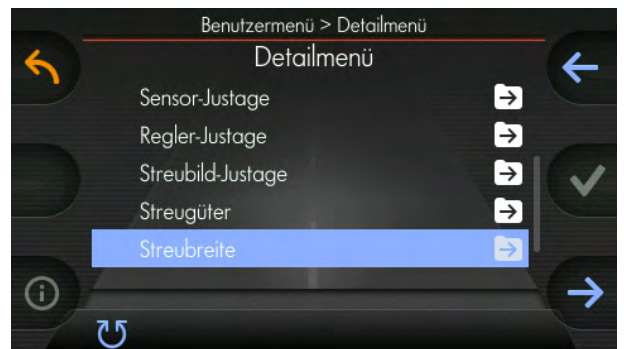 Benutzermenü > Detailmenü
Detailmenü
Sensor-Justage
Regler-Justage
Streubild-Justage
Streugüter
Streubreite